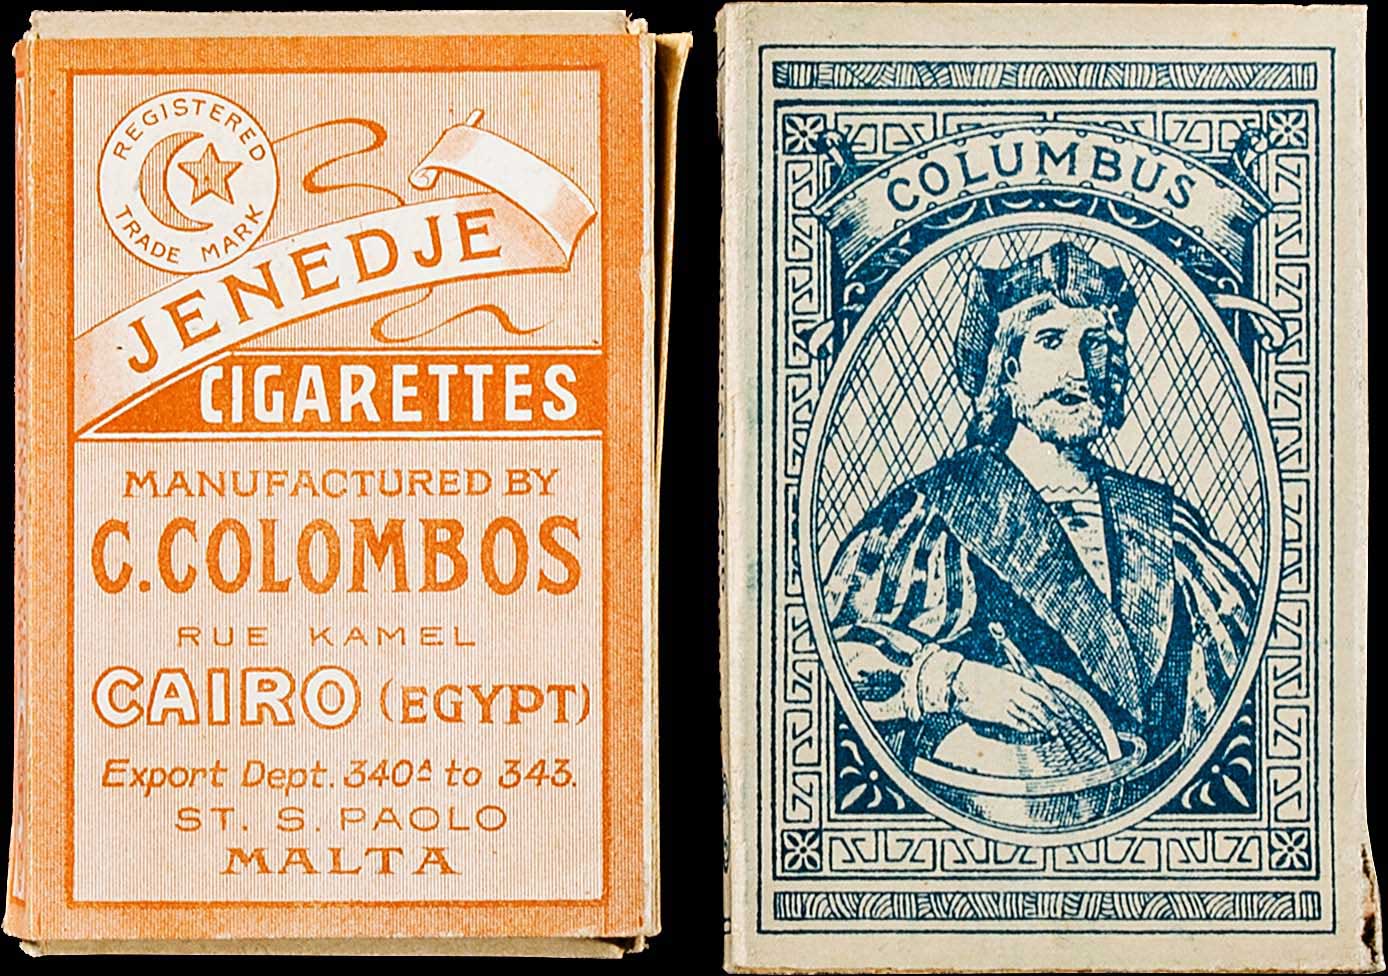 REGISTERED
TRADE MARK
JENEDJE
CIGARETTES
MANUFACTURED BY
C. COLOMBOS
RUE KAMEL
CAIRO (EGYPT)
Export Dept. 340A to 343.
ST. S. PAOLO
MALTA
COLUMBUS